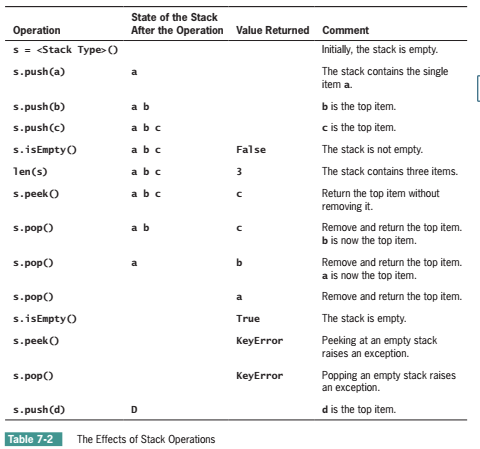 Operation State of the Stack After the Operation Value Returned Comment
s = <Stack Type>() Initially, the stack is empty.
s.push(a) a The stack contains the single
item a.
s.push(b) a b b is the top item.
s.push(c) a b c c is the top item.
s.isEmpty() a b c False The stack is not empty.
len(s) a b c 3 The stack contains three items.
s.peek() a b c c Return the top item without
removing it.
s.pop() a b c Remove and return the top item.
b is now the top item.
s.pop() a b Remove and return the top item.
a is now the top item.
s.pop() a Remove and return the top item.
s.isEmpty() True The stack is empty.
s.peek() KeyError Peeking at an empty stack
raises an exception.
s.pop() KeyError Popping an empty stack raises
an exception.
s.push(d) D d is the top item.
Table 7-2 The Effects of Stack Operations